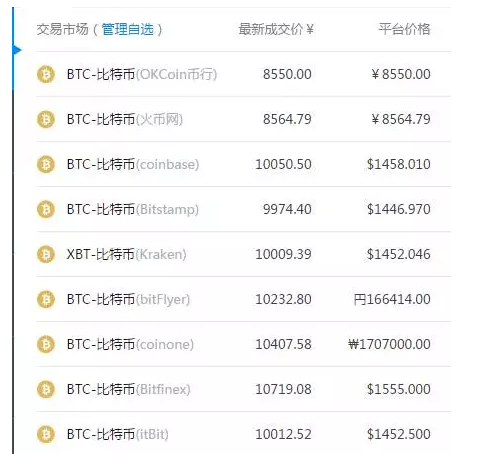 交易市场（管理自选） 最新成交价¥ 平台价格
BTC-比特币(OKCoin币行) 8550.00 ¥8550.00
BTC-比特币(火币网) 8564.79 ¥8564.79
BTC-比特币(coinbase) 10050.50 $1458.010
BTC-比特币(Bitstamp) 9974.40 $1446.970
XBT-比特币(Kraken) 10009.39 $1452.046
BTC-比特币(bitFlyer) 10232.80 円166414.00
BTC-比特币(coinone) 10407.58 ₩1707000.00
BTC-比特币(Bitfinex) 10719.08 $1555.000
BTC-比特币(itBit) 10012.52 $1452.500